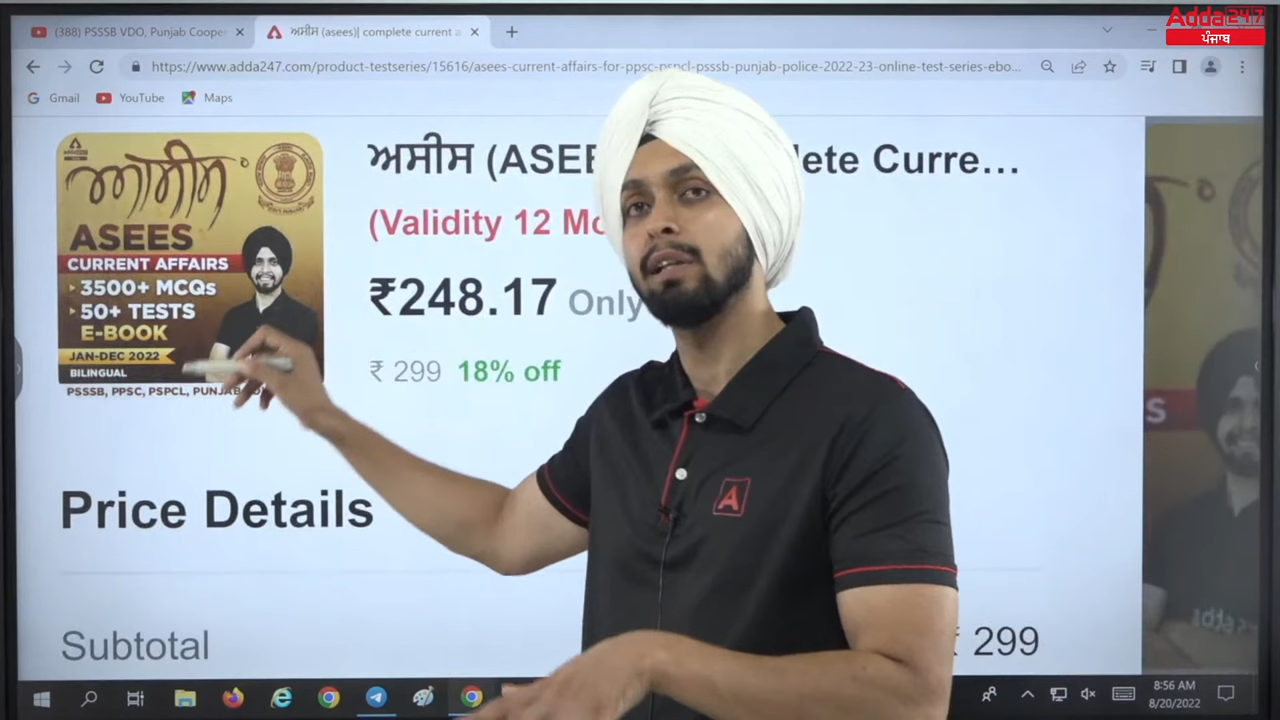 Adda247
ਪੰਜਾਬ
(388) PSSSB VDO, Punjab Coope
ਅਸੀਸ (asees)| complete current a
https://www.adda247.com/product-testseries/15616/asees-current-affairs-for-ppsc-pspcl-psssb-punjab-police-2022-23-online-test-series-ebo...
Gmail
YouTube
Maps
ਅਸੀਸ
ASEES
CURRENT AFFAIRS
3500+ MCQs
50+ TESTS
E-BOOK
JAN-DEC 2022
BILINGUAL
PSSSB, PPSC, PSPCL,
ਅਸੀਸ (ASEE lete Curre...
(Validity 12 Mo
₹248.17 Only
₹ 299 18% off
Price Details
Subtotal ₹ 299
A
S
8:56 AM
8/20/2022